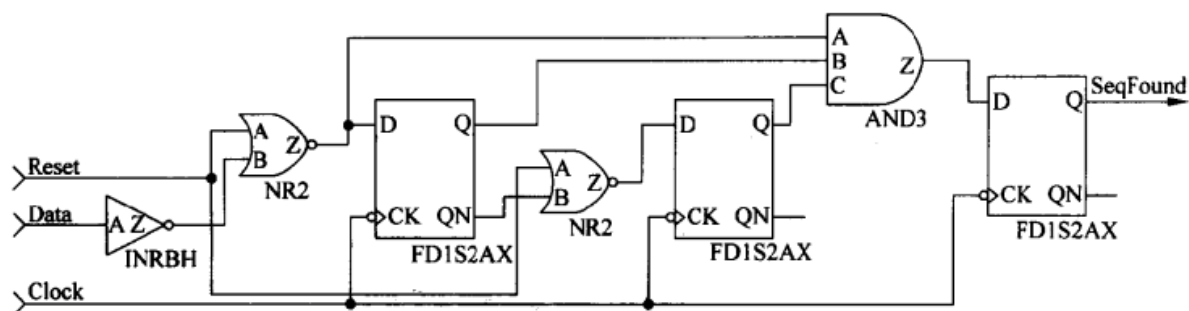 Reset
Data
Clock
A Z
INRBH
A
B
Z
NR2
D
Q
CK
QN
FD1S2AX
A
B
Z
NR2
D
Q
CK
QN
FD1S2AX
A
B
C
Z
AND3
D
Q
CK
QN
FD1S2AX
SeqFound